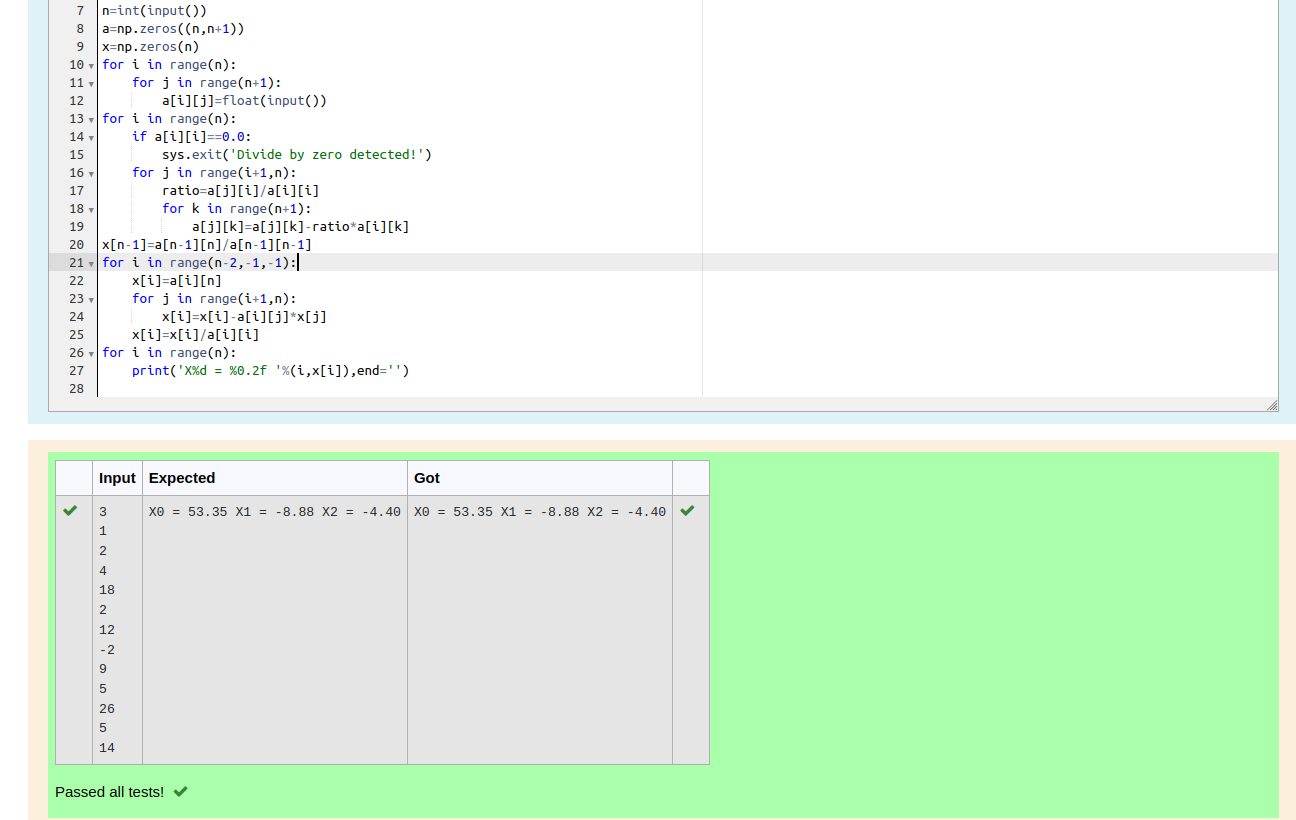 7 n=int(input())
8 a=np.zeros((n,n+1))
9 x=np.zeros(n)
10 for i in range(n):
11     for j in range(n+1):
12         a[i][j]=float(input())
13 for i in range(n):
14     if a[i][i]==0.0:
15         sys.exit('Divide by zero detected!')
16     for j in range(i+1,n):
17         ratio=a[j][i]/a[i][i]
18         for k in range(n+1):
19             a[j][k]=a[j][k]-ratio*a[i][k]
20 x[n-1]=a[n-1][n]/a[n-1][n-1]
21 for i in range(n-2,-1,-1):
22     x[i]=a[i][n]
23     for j in range(i+1,n):
24         x[i]=x[i]-a[i][j]*x[j]
25     x[i]=x[i]/a[i][i]
26 for i in range(n):
27     print('X%d = %0.2f '%(i,x[i]),end='')
28
Input Expected Got
3 X0 = 53.35 X1 = -8.88 X2 = -4.40 X0 = 53.35 X1 = -8.88 X2 = -4.40
1
2
4
18
2
12
-2
9
5
26
5
14
Passed all tests!